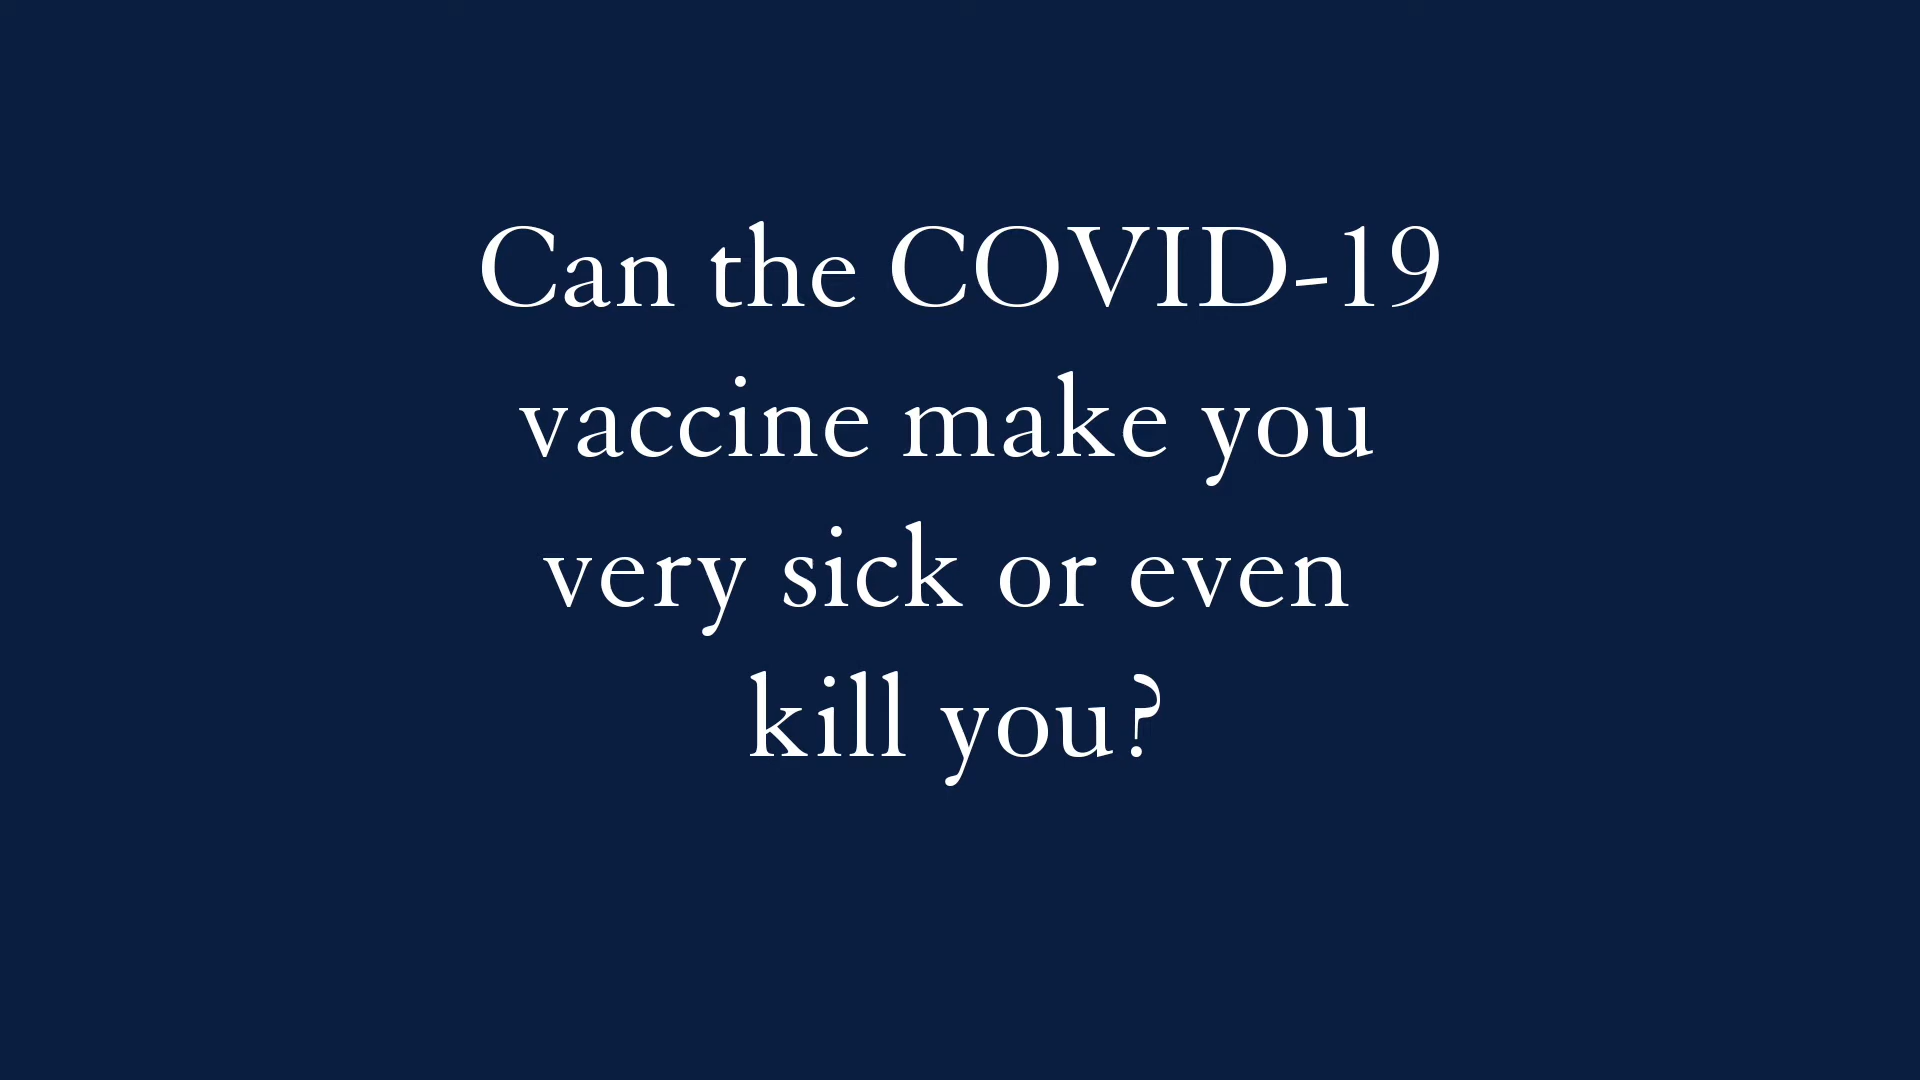 Can the COVID-19
vaccine make you
very sick or even
kill you?